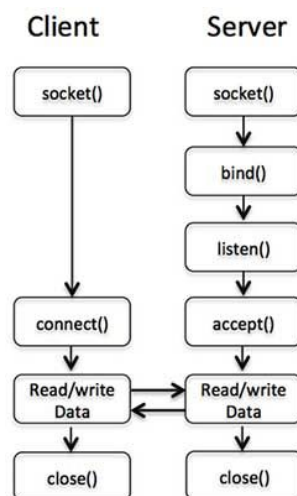 Client
Server
socket()
socket()
bind()
listen()
connect()
accept()
Read/write
Data
Read/write
Data
close()
close()